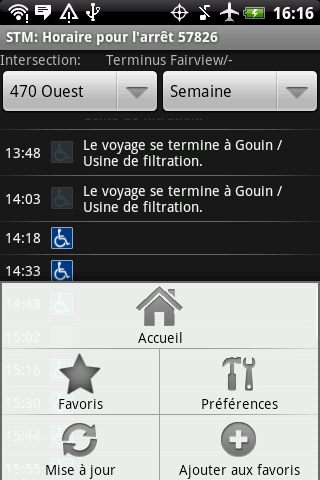 16:16
STM: Horaire pour l'arrêt 57826
Intersection: Terminus Fairview/-
470 Ouest Semaine
Usine de filtration.
13:48 Le voyage se termine à Gouin /
Usine de filtration.
14:03 Le voyage se termine à Gouin /
Usine de filtration.
14:18
14:33
14:48
15:02
Accueil
15:16
15:30
Favoris Préférences
15:44
15:55
Mise à jour Ajouter aux favoris